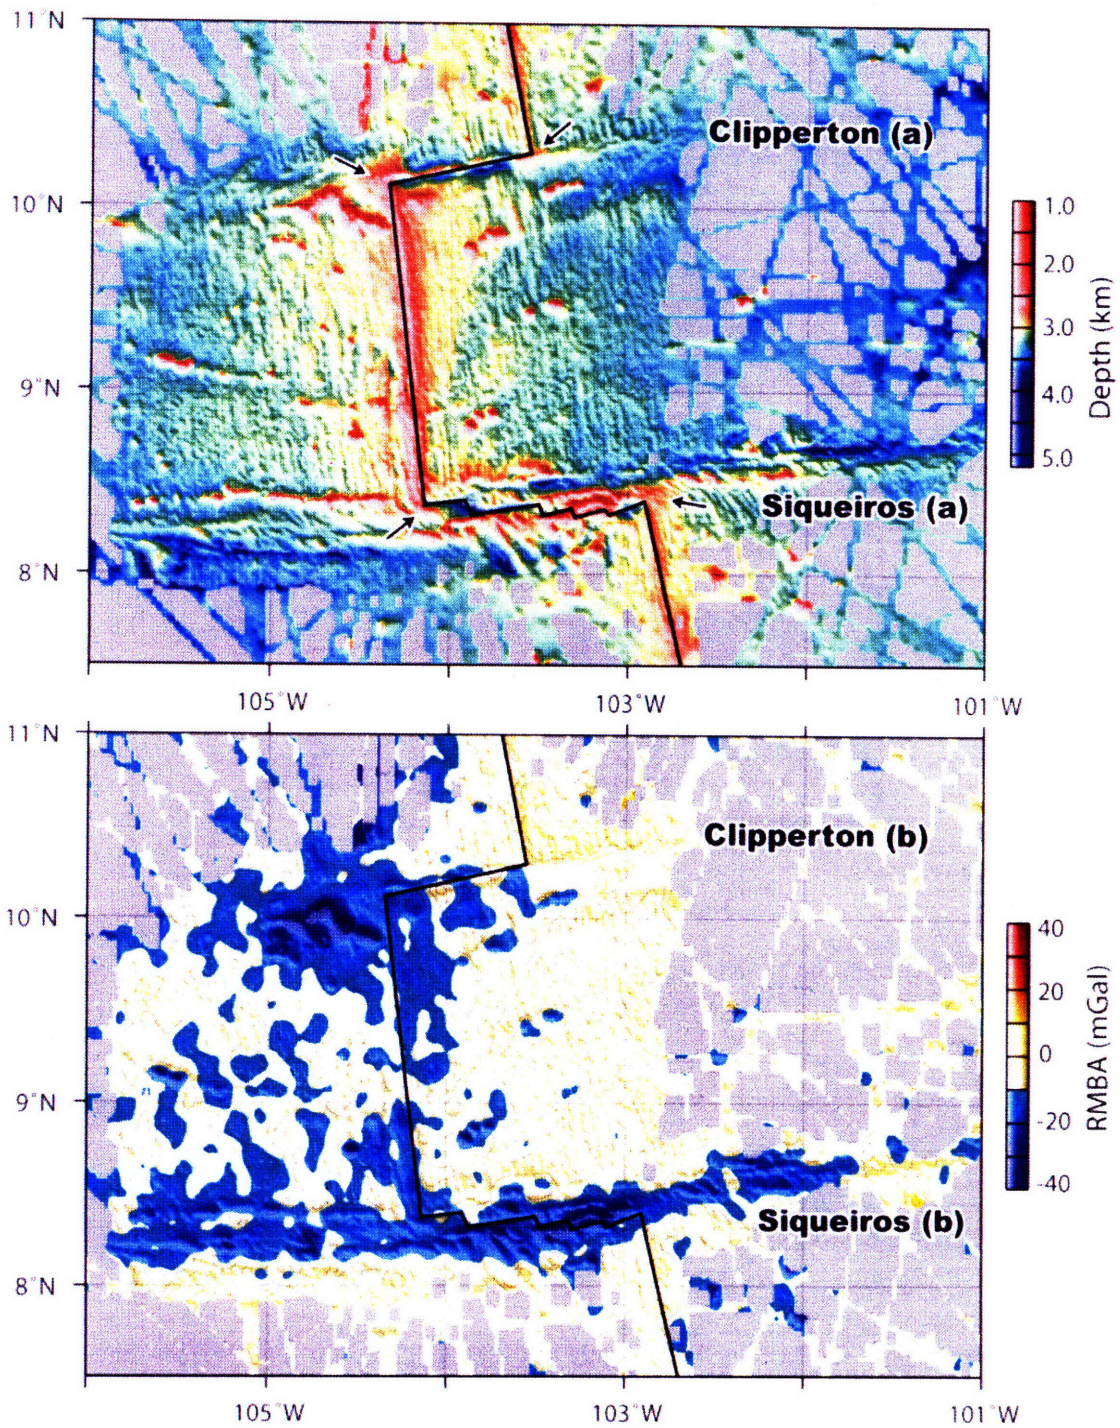 11°N
Clipperton (a)
10°N
1.0
2.0
3.0
4.0
5.0
Depth (km)
9°N
Siqueiros (a)
8°N
105°W
103°W
101°W
11°N
Clipperton (b)
10°N
40
20
0
-20
-40
RMBA (mGal)
9°N
Siqueiros (b)
8°N
105°W
103°W
101°W